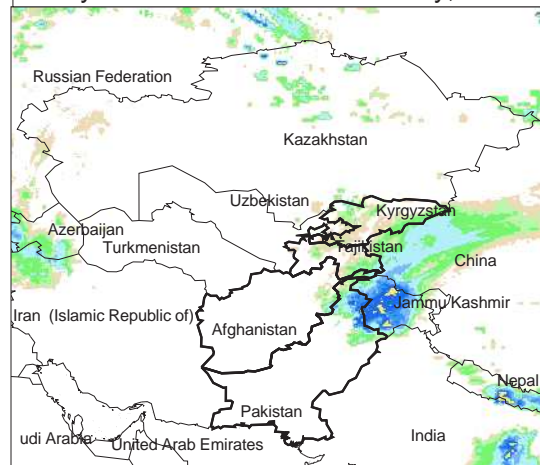 Russian Federation
Kazakhstan
Uzbekistan
Kyrgyzstan
Azerbaijan
Turkmenistan
Tajikistan
China
Iran (Islamic Republic of)
Jammu Kashmir
Afghanistan
Nepal
Pakistan
udi Arabia
United Arab Emirates
India